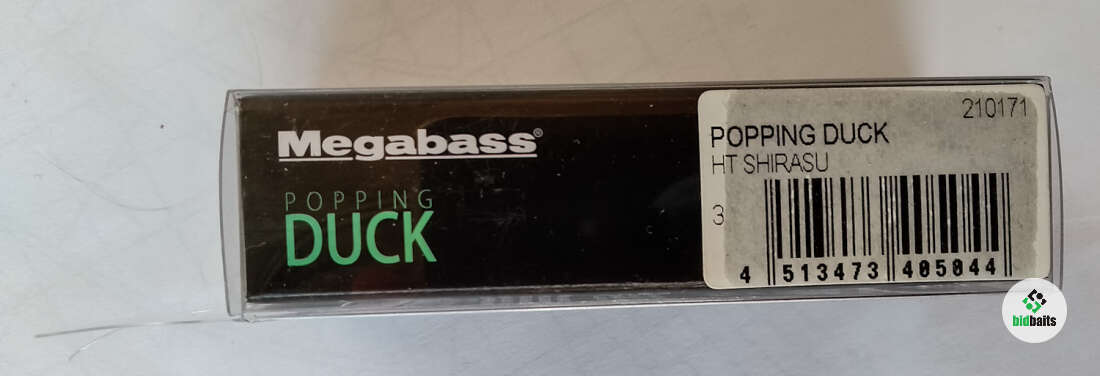 Megabass®
POPPING
DUCK
210171
POPPING DUCK
HT SHIRASU
3
4 513473 405044
bidbaits